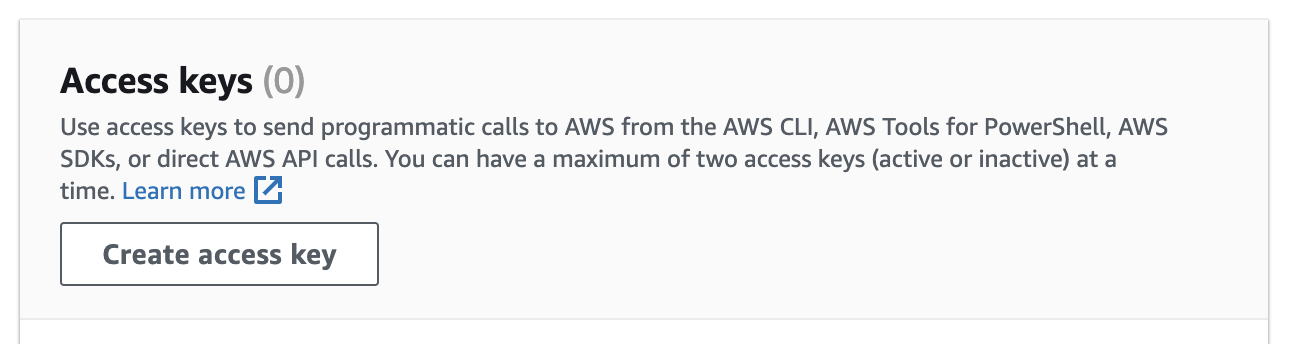 Access keys (0)
Use access keys to send programmatic calls to AWS from the AWS CLI, AWS Tools for PowerShell, AWS
SDKs, or direct AWS API calls. You can have a maximum of two access keys (active or inactive) at a
time. Learn more
Create access key